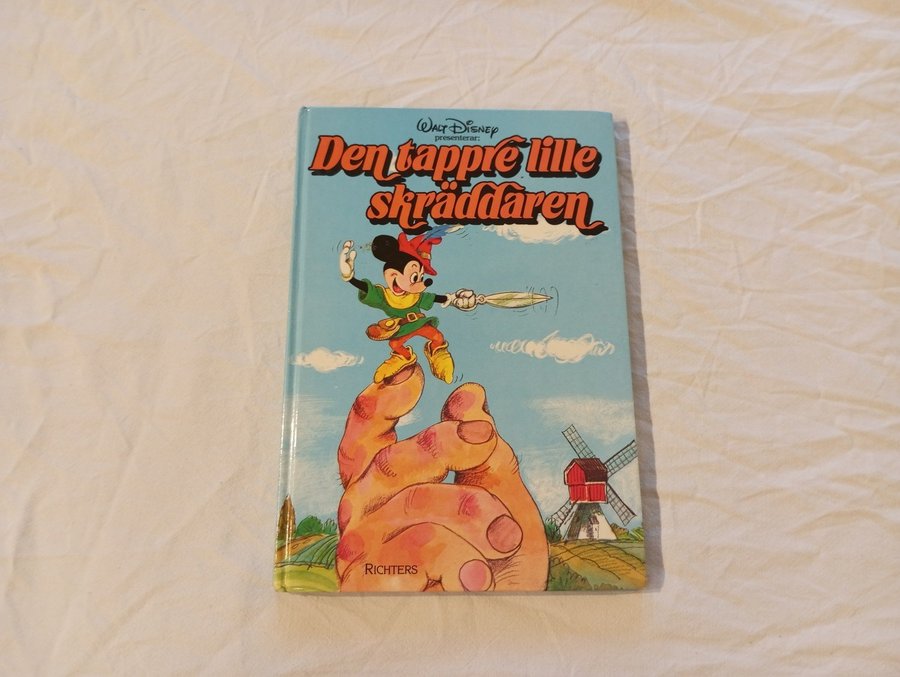 Walt Disney
presenterar:
Den tappre lille
skräddaren
RICHTERS